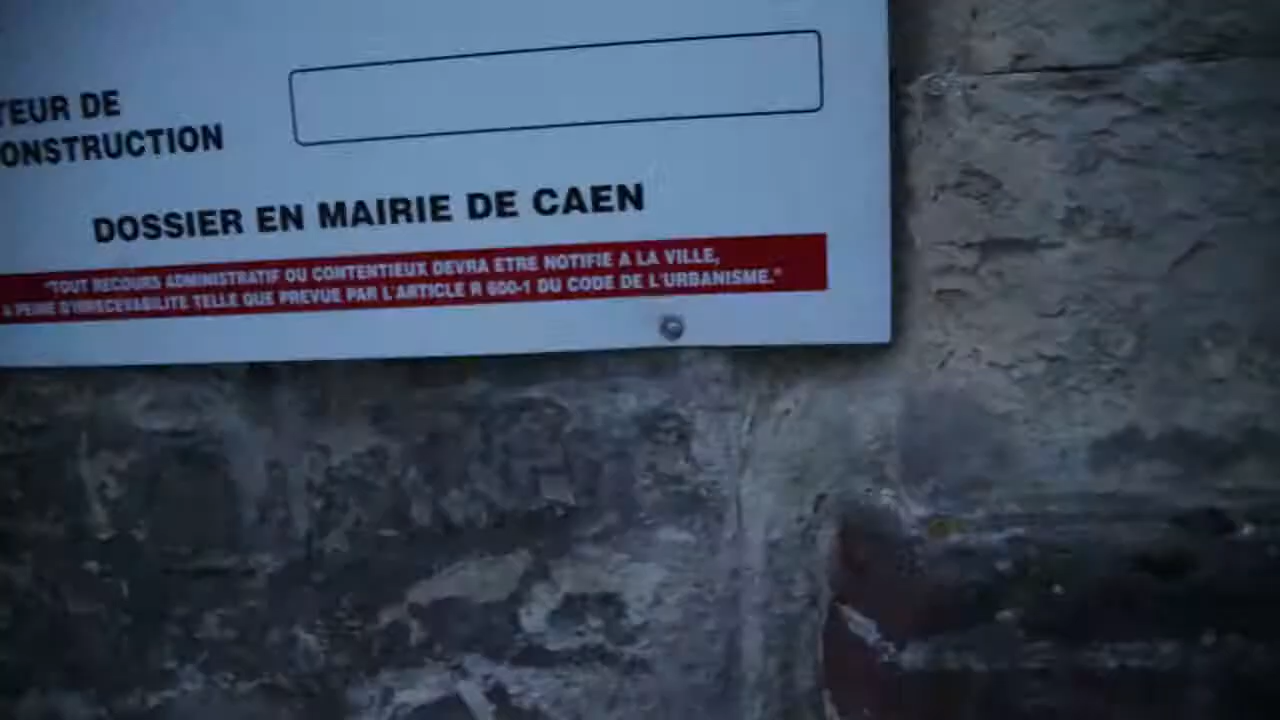 TEUR DE
ONSTRUCTION
DOSSIER EN MAIRIE DE CAEN
"TOUT RECOURS ADMINISTRATIF OU CONTENTIEUX DEVRA ETRE NOTIFIE A LA VILLE,
A PEINE D'IRRECEVABILITE TELLE QUE PREVUE PAR L'ARTICLE R 600-1 DU CODE DE L'URBANISME."